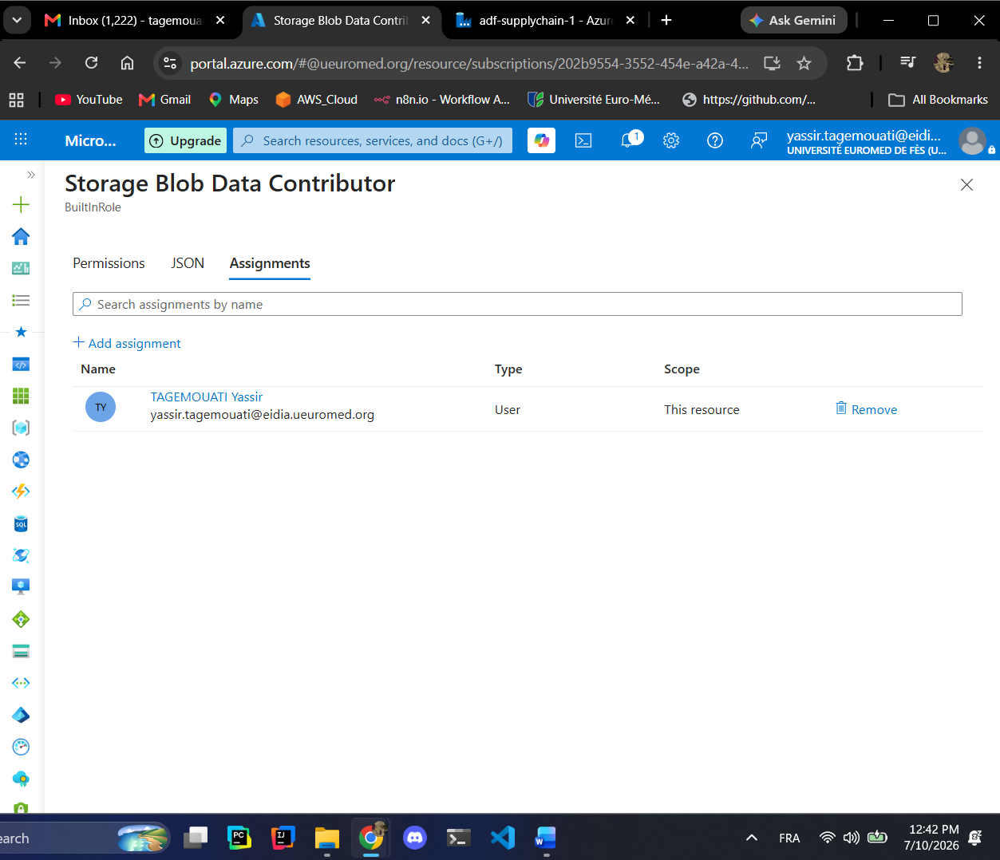 Inbox (1,222) - tagemoua
Storage Blob Data Contri
adf-supplychain-1 - Azur
Ask Gemini
portal.azure.com/#@ueuromed.org/resource/subscriptions/202b9554-3552-454e-a42a-4...
YouTube
Gmail
Maps
AWS_Cloud
n8n.io - Workflow A...
Université Euro-Mé...
https://github.com/...
All Bookmarks
Micro...
Upgrade
Search resources, services, and docs (G+/)
1
yassir.tagemouati@eidi...
UNIVERSITÉ EUROMED DE FÈS (U...
Storage Blob Data Contributor
BuiltInRole
Permissions
JSON
Assignments
Search assignments by name
Add assignment
Name
Type
Scope
TY
TAGEMOUATI Yassir
yassir.tagemouati@eidia.ueuromed.org
User
This resource
Remove
SQL
earch
PC
IJ
W
FRA
12:42 PM
7/10/2026